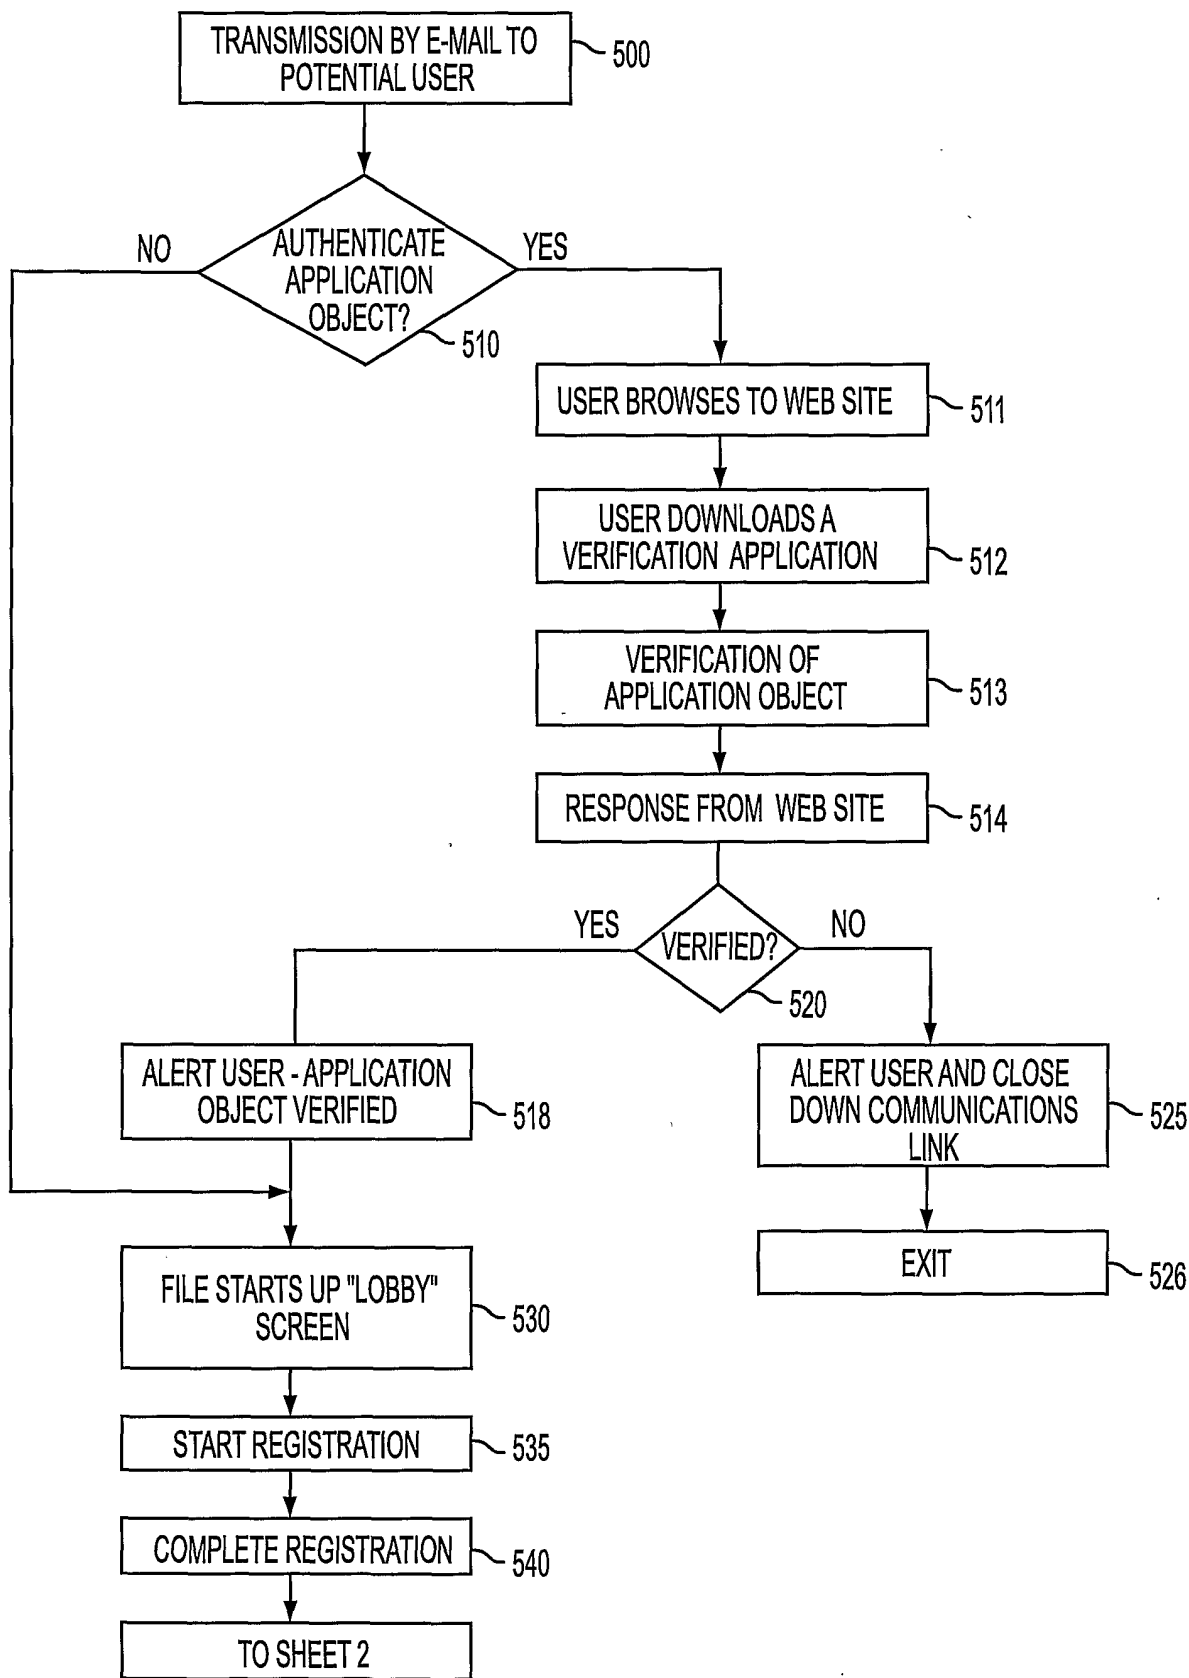 TRANSMISSION BY E-MAIL TO
POTENTIAL USER
500
NO
AUTHENTICATE
APPLICATION
OBJECT?
YES
510
USER BROWSES TO WEB SITE
511
USER DOWNLOADS A
VERIFICATION APPLICATION
512
VERIFICATION OF
APPLICATION OBJECT
513
RESPONSE FROM WEB SITE
514
YES
VERIFIED?
NO
520
ALERT USER - APPLICATION
OBJECT VERIFIED
518
ALERT USER AND CLOSE
DOWN COMMUNICATIONS
LINK
525
EXIT
526
FILE STARTS UP "LOBBY"
SCREEN
530
START REGISTRATION
535
COMPLETE REGISTRATION
540
TO SHEET 2